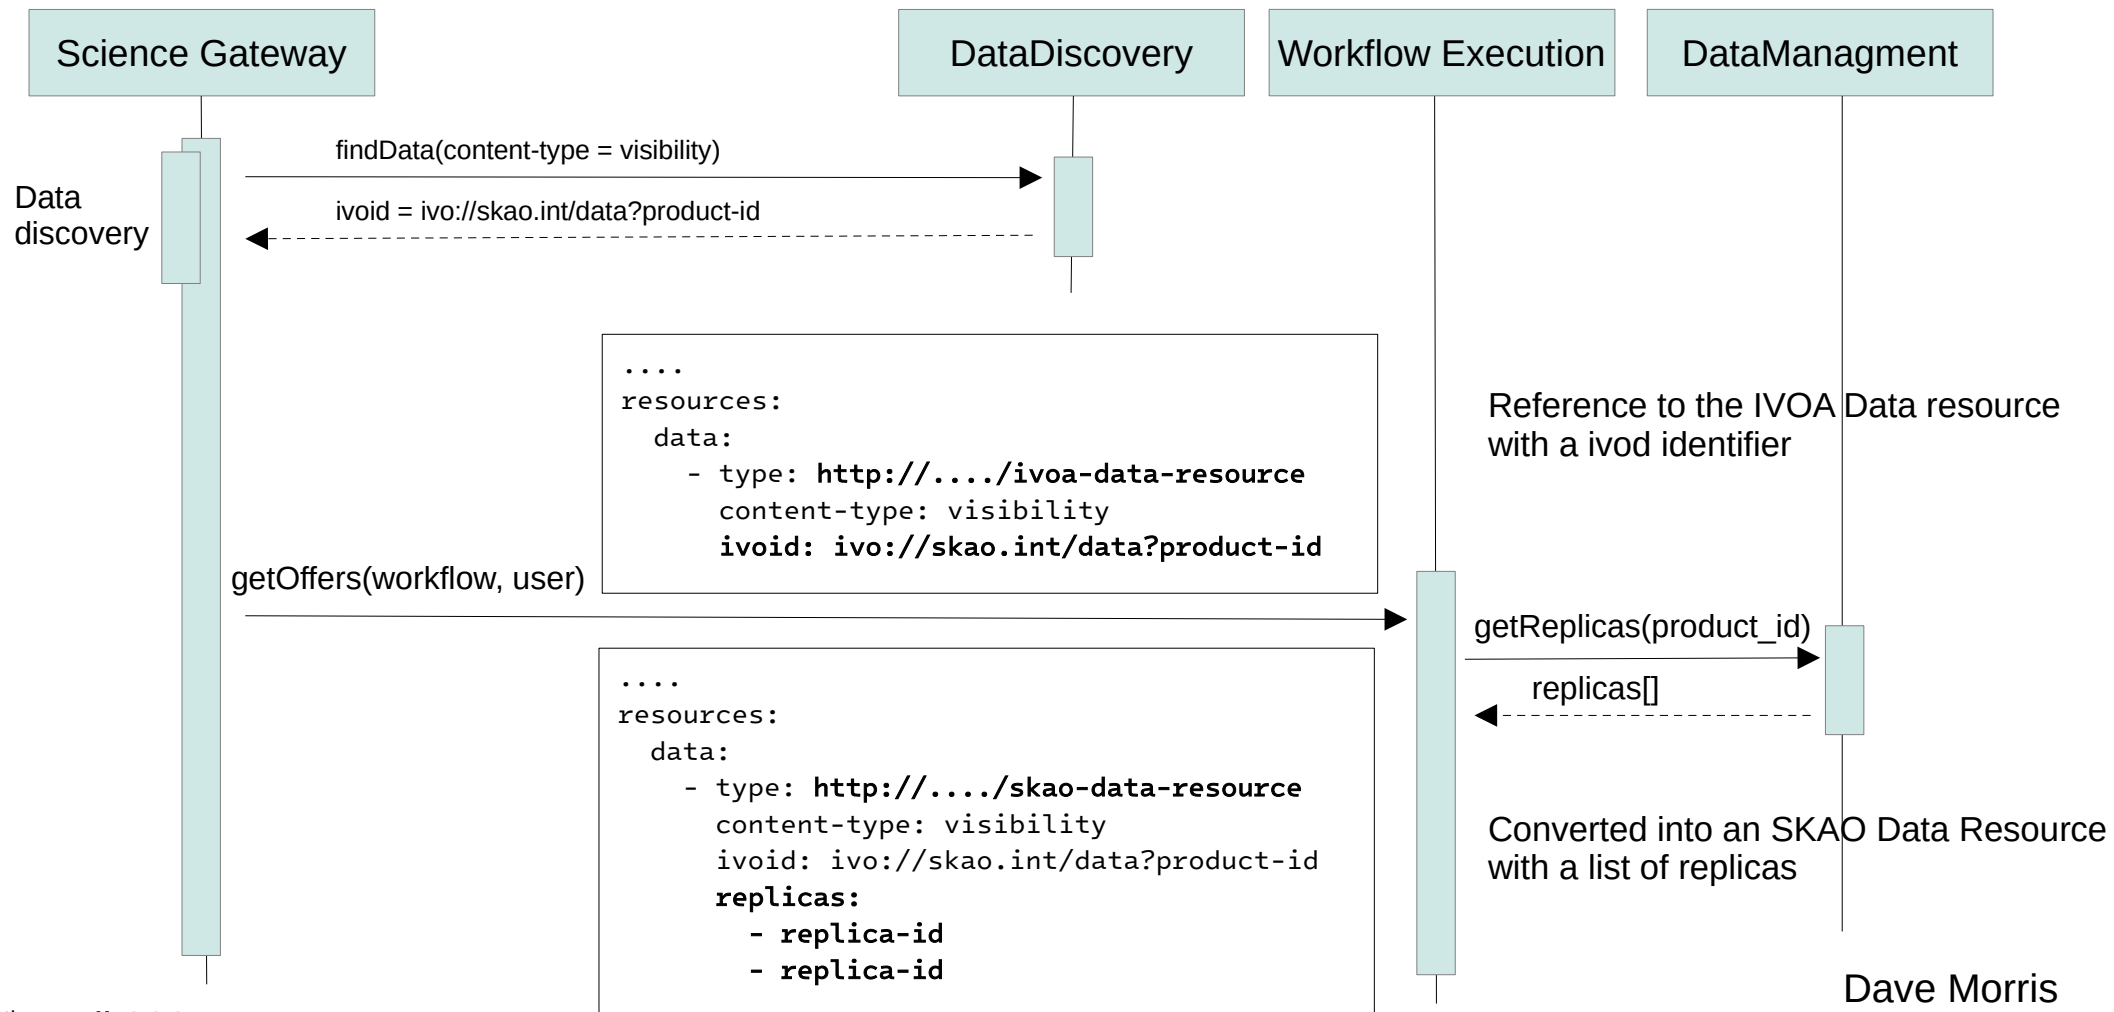 Science Gateway
DataDiscovery
Workflow Execution
DataManagment
findData(content-type = visibility)
Data
discovery
ivoid = ivo://skao.int/data?product-id
....
resources:
data:
- type: http://..../ivoa-data-resource
content-type: visibility
ivoid: ivo://skao.int/data?product-id
Reference to the IVOA Data resource
with a ivod identifier
getOffers(workflow, user)
getReplicas(product_id)
replicas[]
....
resources:
data:
- type: http://..../skao-data-resource
content-type: visibility
ivoid: ivo://skao.int/data?product-id
replicas:
- replica-id
- replica-id
Converted into an SKAO Data Resource
with a list of replicas
Dave Morris